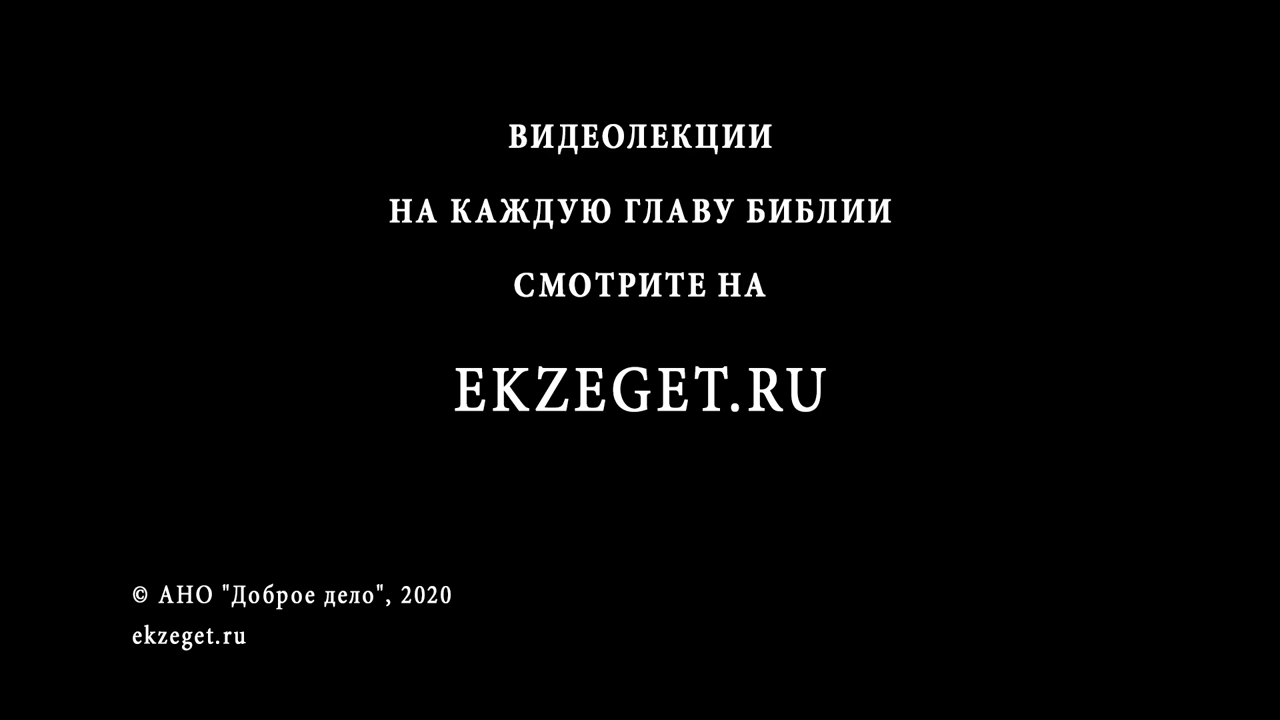 ВИДЕОЛЕКЦИИ
НА КАЖДУЮ ГЛАВУ БИБЛИИ
СМОТРИТЕ НА
EKZEGET.RU
© АНО "Доброе дело", 2020
ekzeget.ru